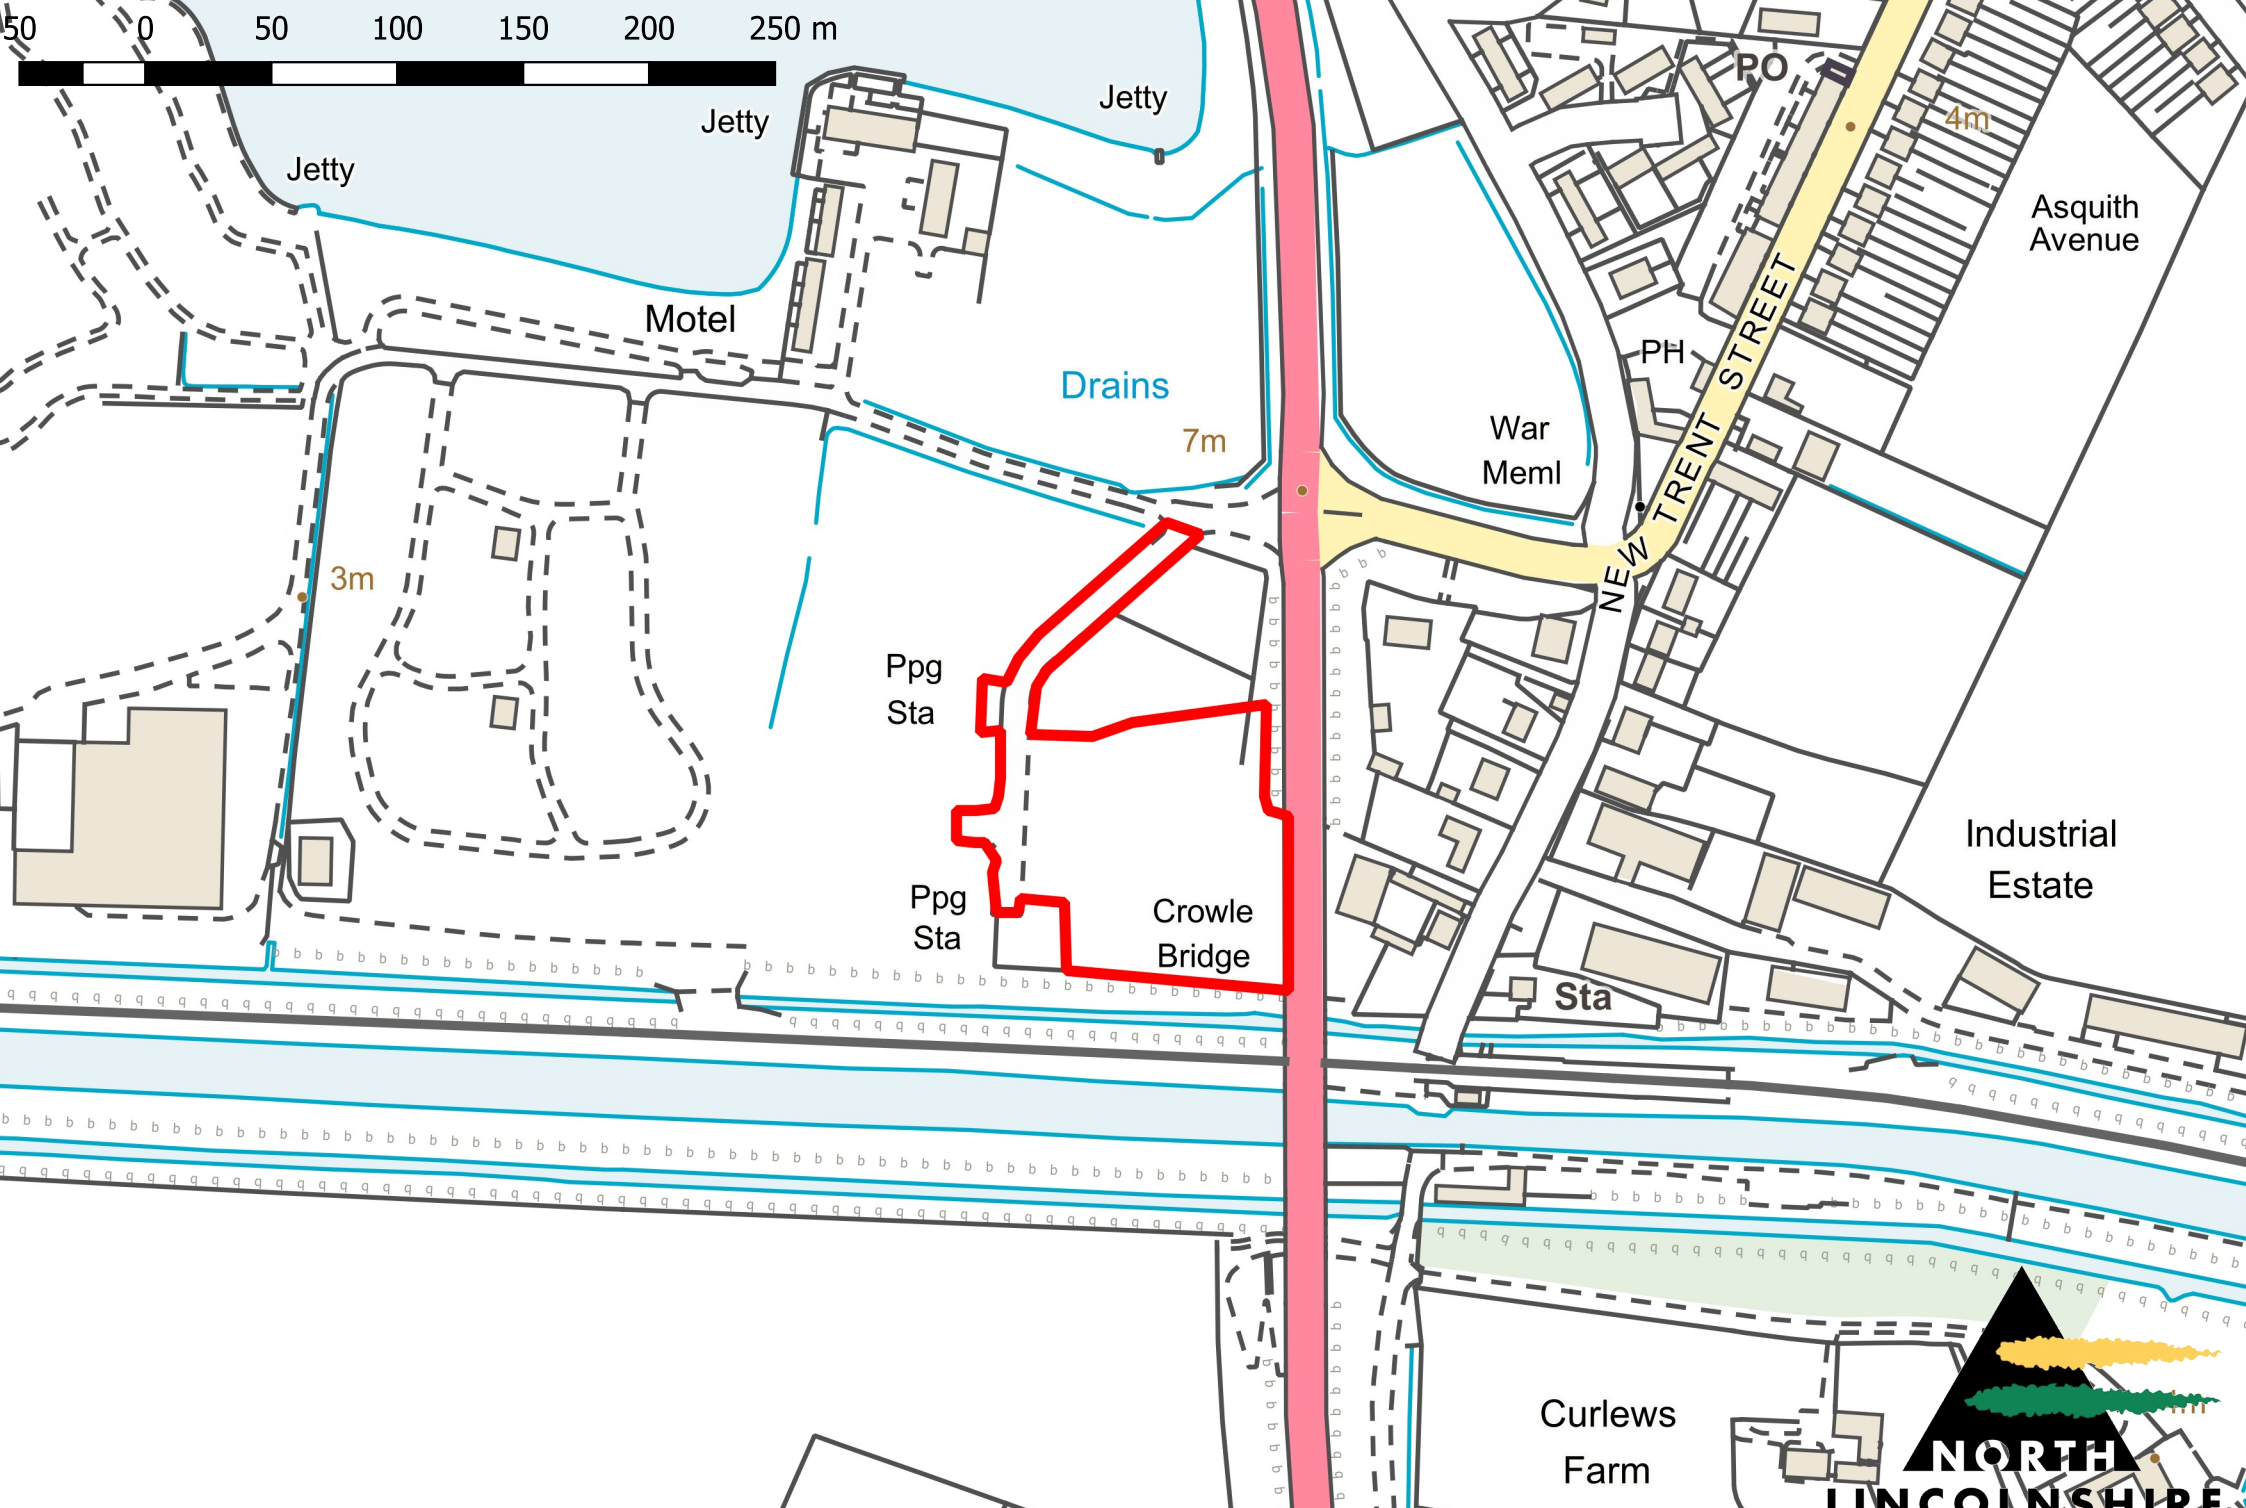 50 0 50 100 150 200 250 m
PO
Jetty
Jetty
4m
Jetty
Asquith
Avenue
Motel
PH
Drains
7m
War
Meml
NEW TRENT STREET
3m
Ppg
Sta
Industrial
Estate
Ppg
Sta
Crowle
Bridge
Sta
Curlews
Farm
NORTH
LINCOLNSHIRE